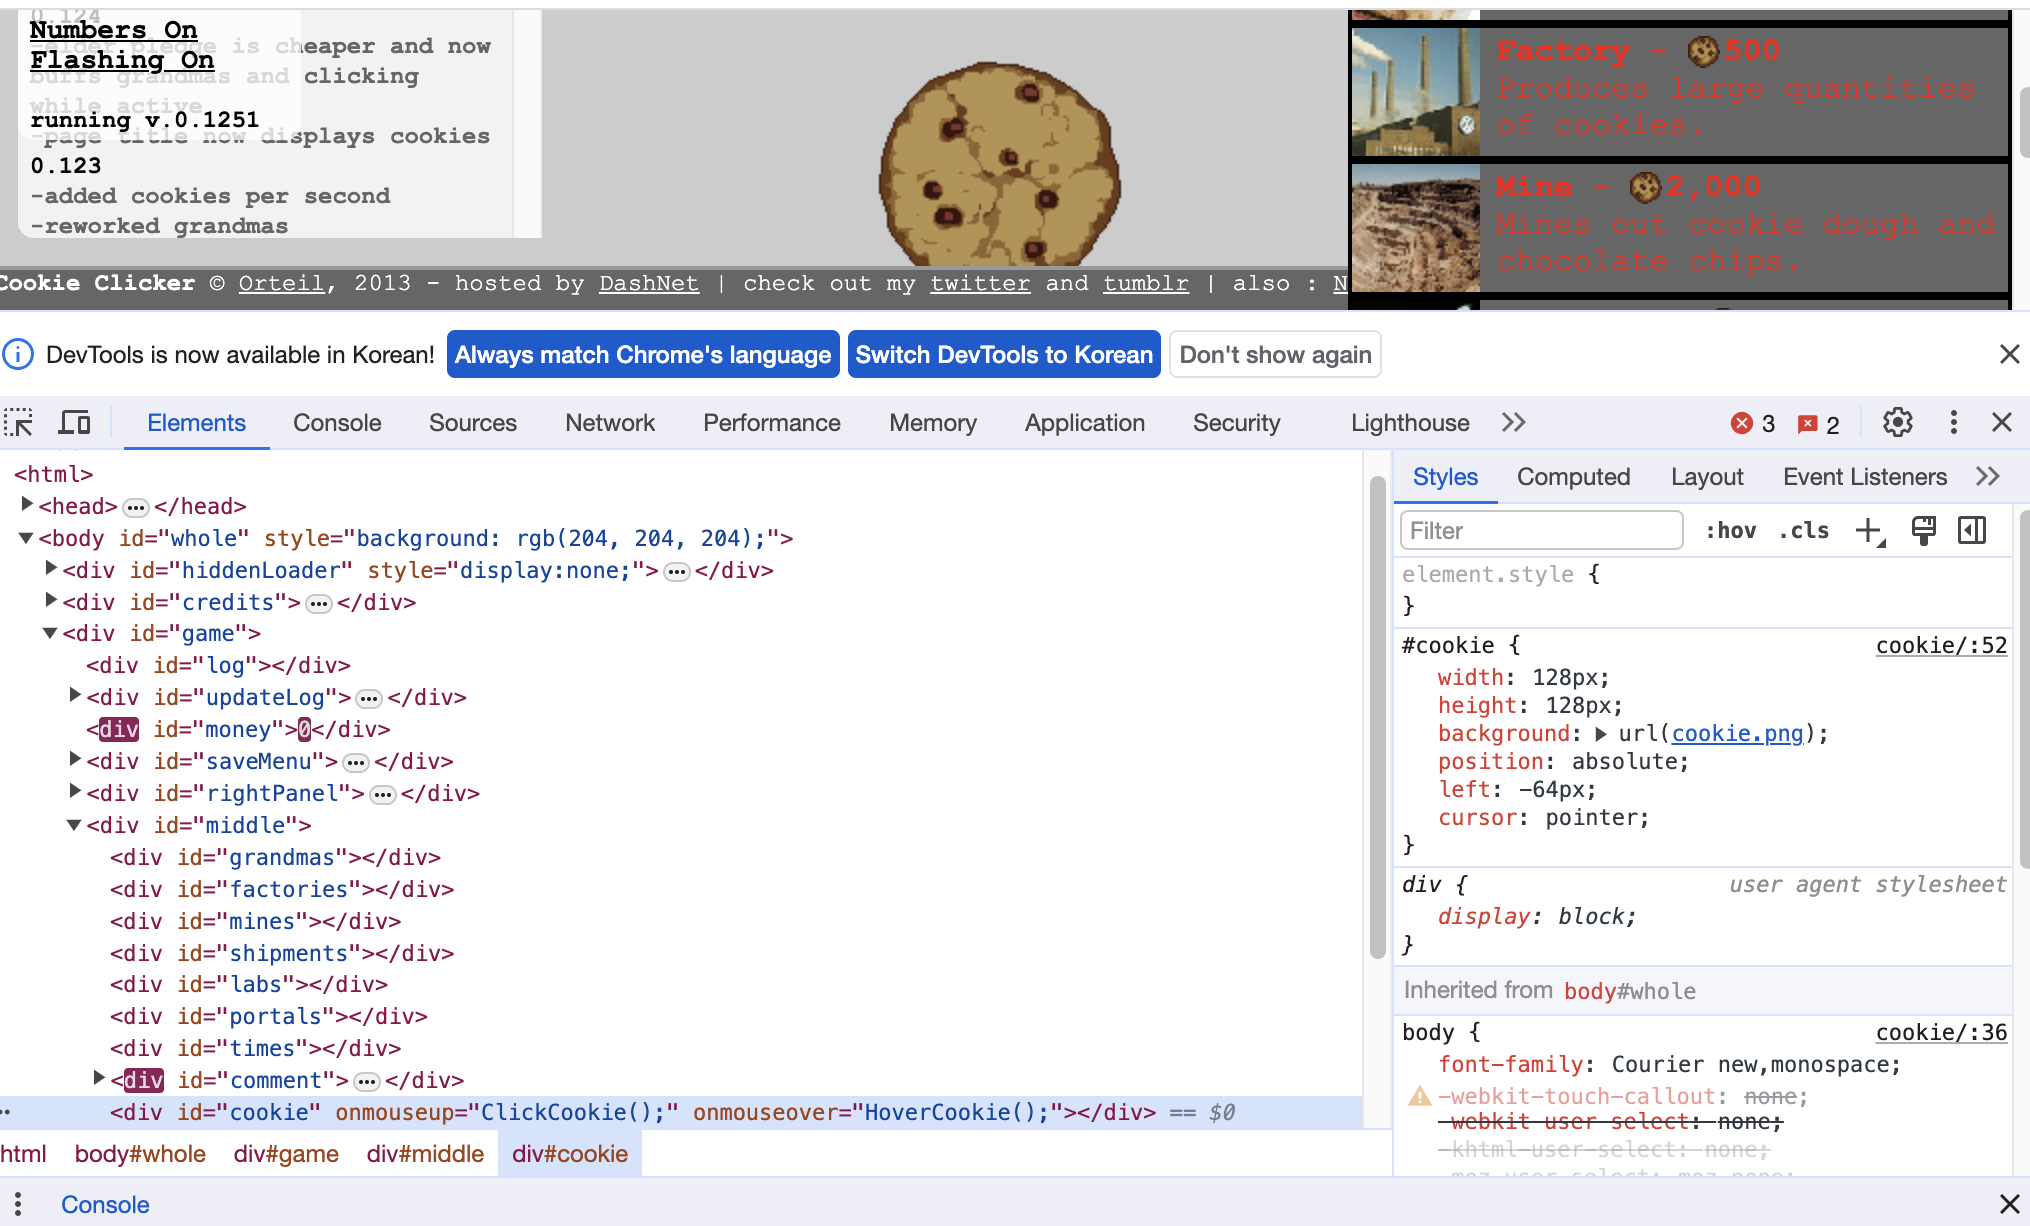 0.124
Numbers On
-elder pledge is cheaper and now
Flashing On
buffs grandmas and clicking
while active
running v.0.1251
-page title now displays cookies
0.123
-added cookies per second
-reworked grandmas
Factory - 500
Produces large quantities
of cookies.
Mine - 2,000
Mines out cookie dough and
chocolate chips.
Cookie Clicker © Orteil, 2013 - hosted by DashNet | check out my twitter and tumblr | also : N
DevTools is now available in Korean! Always match Chrome's language Switch DevTools to Korean Don't show again
Elements Console Sources Network Performance Memory Application Security Lighthouse 3 2
<html>
<head> </head>
<body id="whole" style="background: rgb(204, 204, 204);">
<div id="hiddenLoader" style="display:none;"> </div>
<div id="credits"> </div>
<div id="game">
<div id="log"></div>
<div id="updateLog"> </div>
<div id="money">0</div>
<div id="saveMenu"> </div>
<div id="rightPanel"> </div>
<div id="middle">
<div id="grandmas"></div>
<div id="factories"></div>
<div id="mines"></div>
<div id="shipments"></div>
<div id="labs"></div>
<div id="portals"></div>
<div id="times"></div>
<div id="comment"> </div>
<div id="cookie" onmouseup="ClickCookie();" onmouseover="HoverCookie();"></div> == $0
html body#whole div#game div#middle div#cookie
Styles Computed Layout Event Listeners
Filter :hov .cls
element.style {
}
#cookie { cookie/:52
width: 128px;
height: 128px;
background: url(cookie.png);
position: absolute;
left: -64px;
cursor: pointer;
}
div { user agent stylesheet
display: block;
}
Inherited from body#whole
body { cookie/:36
font-family: Courier new,monospace;
-webkit-touch-callout: none;
-webkit-user-select: none;
-khtml-user-select: none;
-moz-user-select: moz-none;
Console